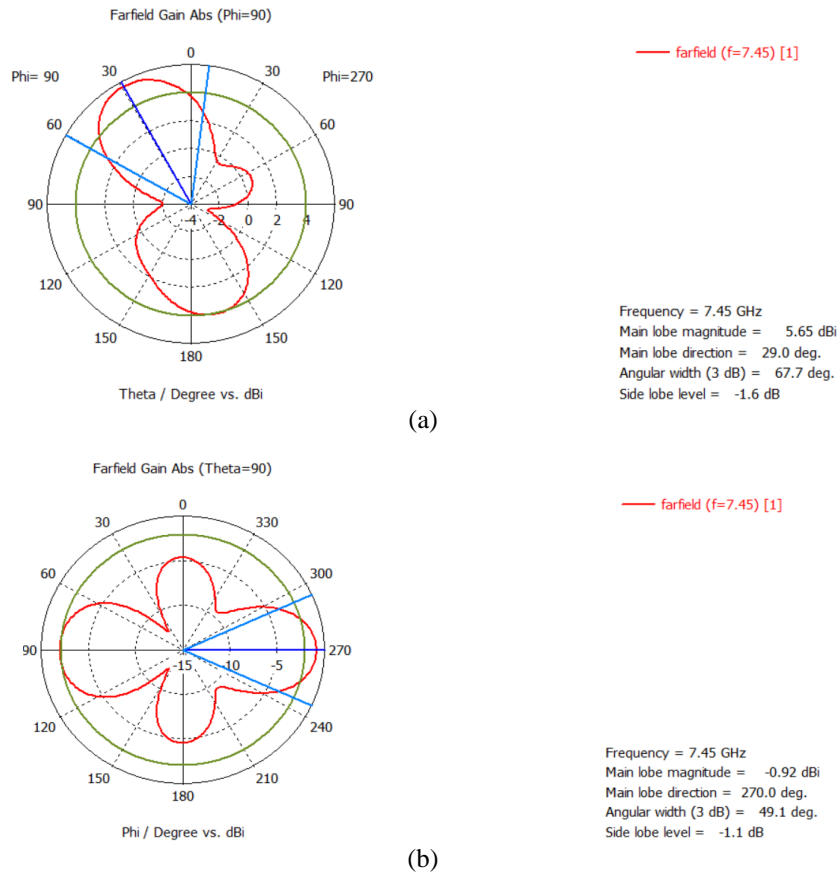 Farfield Gain Abs (Phi=90)
0
farfield (f=7.45) [1]
Phi= 90 30 30 Phi=270
60 60
90 -4 -2 0 2 4 90
120 120
150 150
180
Frequency = 7.45 GHz
Main lobe magnitude = 5.65 dBi
Main lobe direction = 29.0 deg.
Angular width (3 dB) = 67.7 deg.
Side lobe level = -1.6 dB
Theta / Degree vs. dBi
(a)
Farfield Gain Abs (Theta=90)
0
farfield (f=7.45) [1]
30 330
60 300
90 -15 -10 -5 270
120 240
150 210
180
Frequency = 7.45 GHz
Main lobe magnitude = -0.92 dBi
Main lobe direction = 270.0 deg.
Angular width (3 dB) = 49.1 deg.
Side lobe level = -1.1 dB
Phi / Degree vs. dBi
(b)